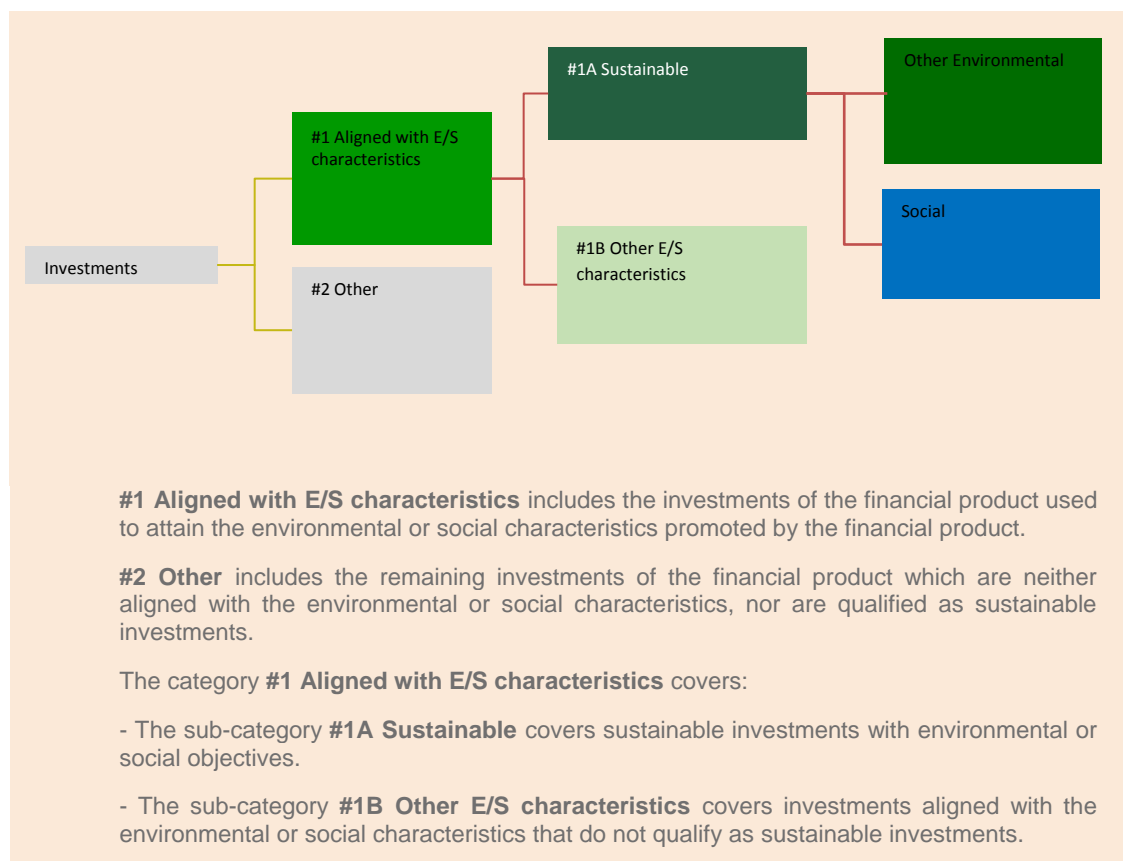 #1A Sustainable
Other Environmental
#1 Aligned with E/S
characteristics
Social
#1B Other E/S
characteristics
Investments
#2 Other
#1 Aligned with E/S characteristics includes the investments of the financial product used
to attain the environmental or social characteristics promoted by the financial product.
#2 Other includes the remaining investments of the financial product which are neither
aligned with the environmental or social characteristics, nor are qualified as sustainable
investments.
The category #1 Aligned with E/S characteristics covers:
- The sub-category #1A Sustainable covers sustainable investments with environmental or
social objectives.
- The sub-category #1B Other E/S characteristics covers investments aligned with the
environmental or social characteristics that do not qualify as sustainable investments.